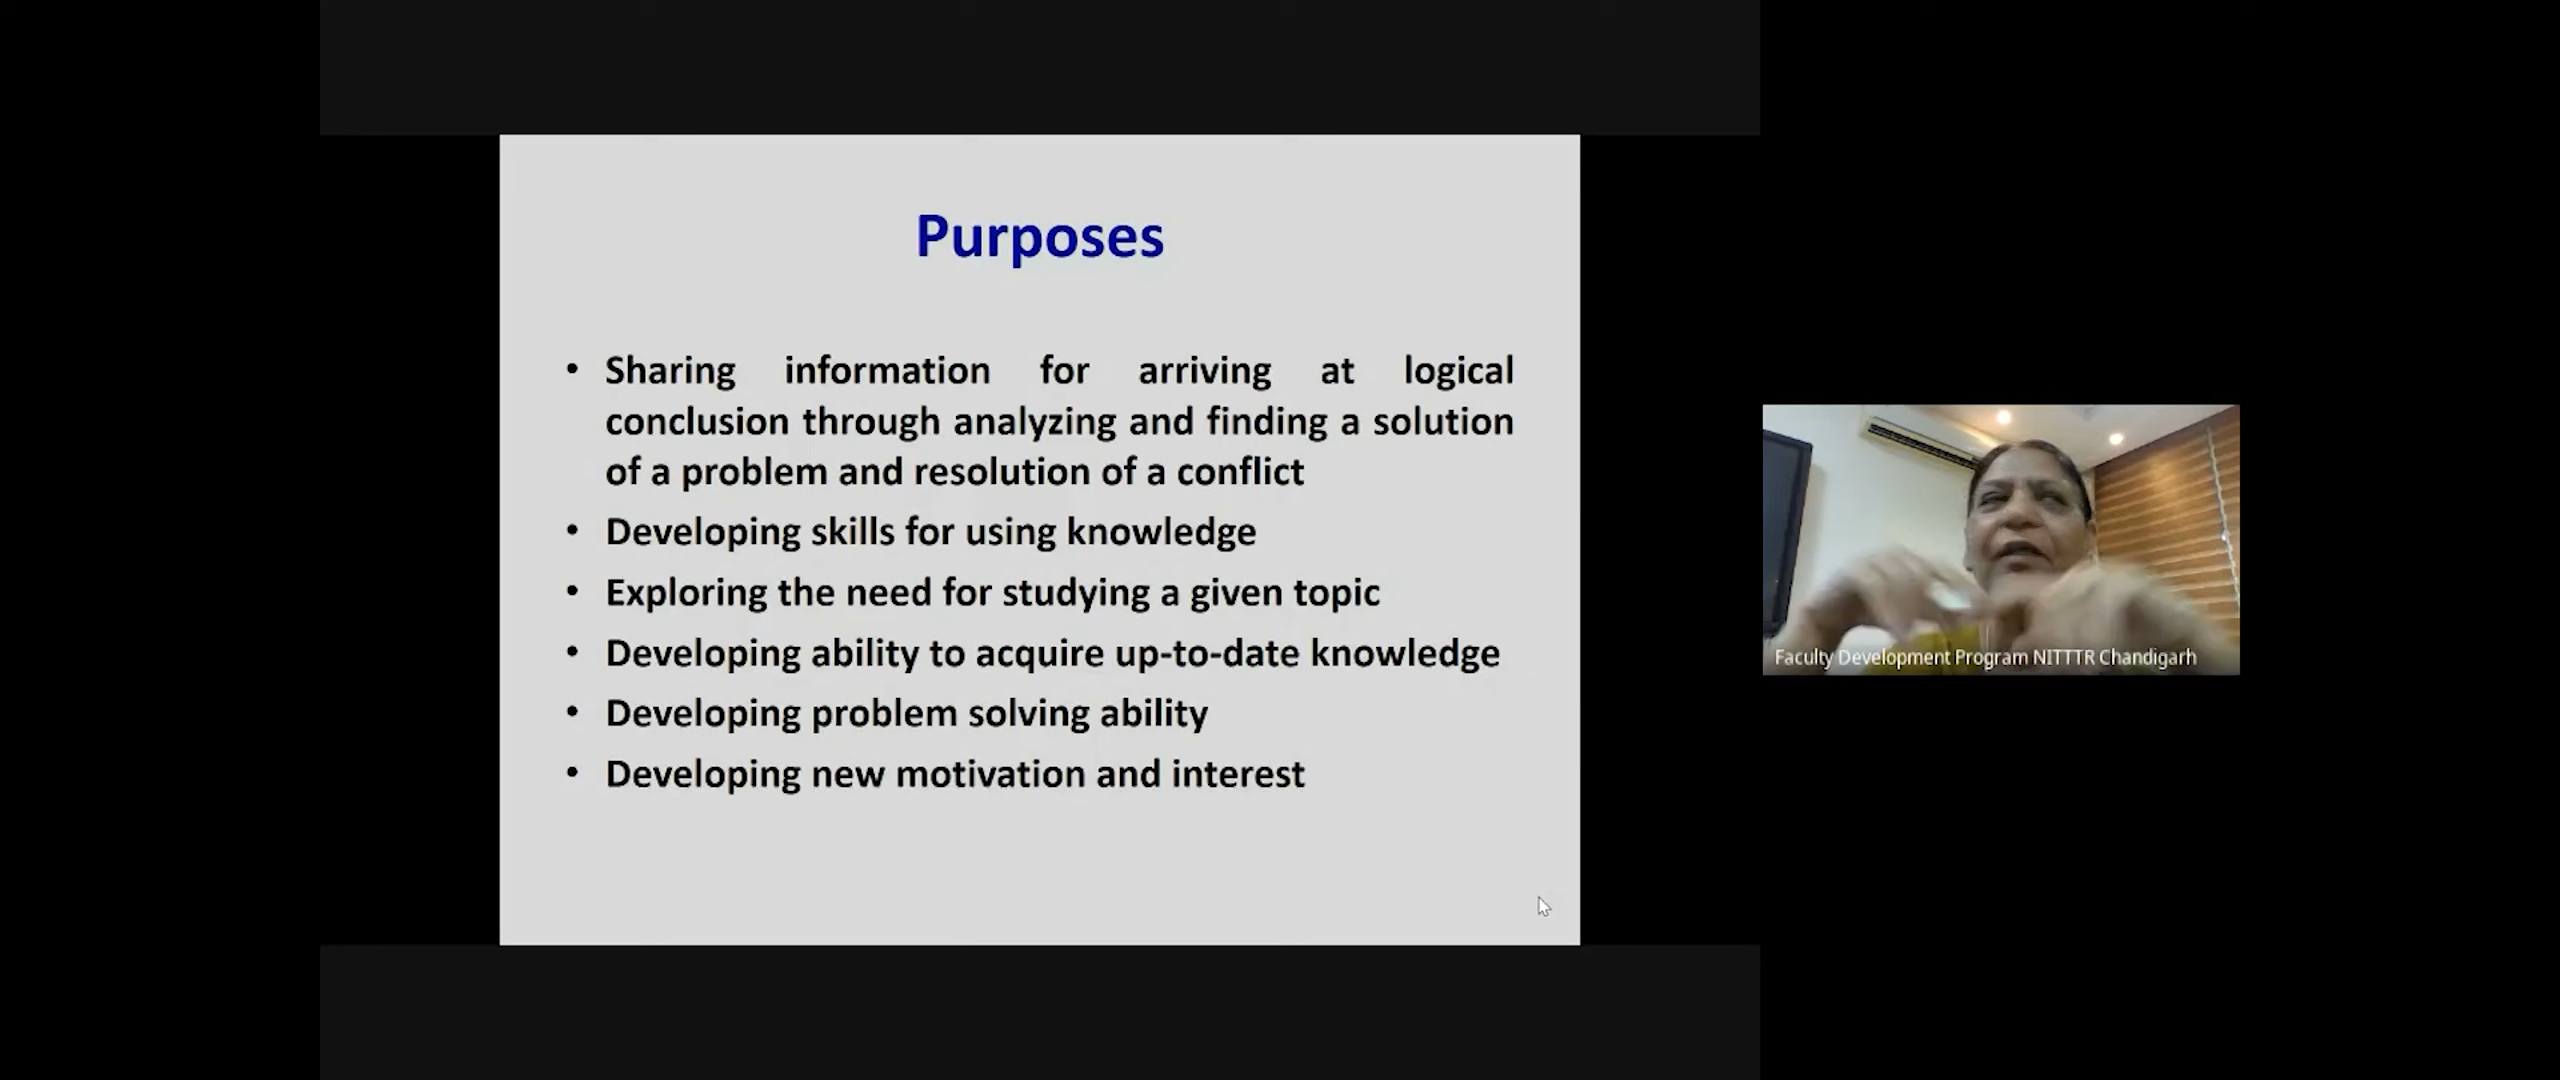 Purposes
• Sharing information for arriving at logical
conclusion through analyzing and finding a solution
of a problem and resolution of a conflict
• Developing skills for using knowledge
• Exploring the need for studying a given topic
• Developing ability to acquire up-to-date knowledge
• Developing problem solving ability
• Developing new motivation and interest
Faculty Development Program NITTTR Chandigarh